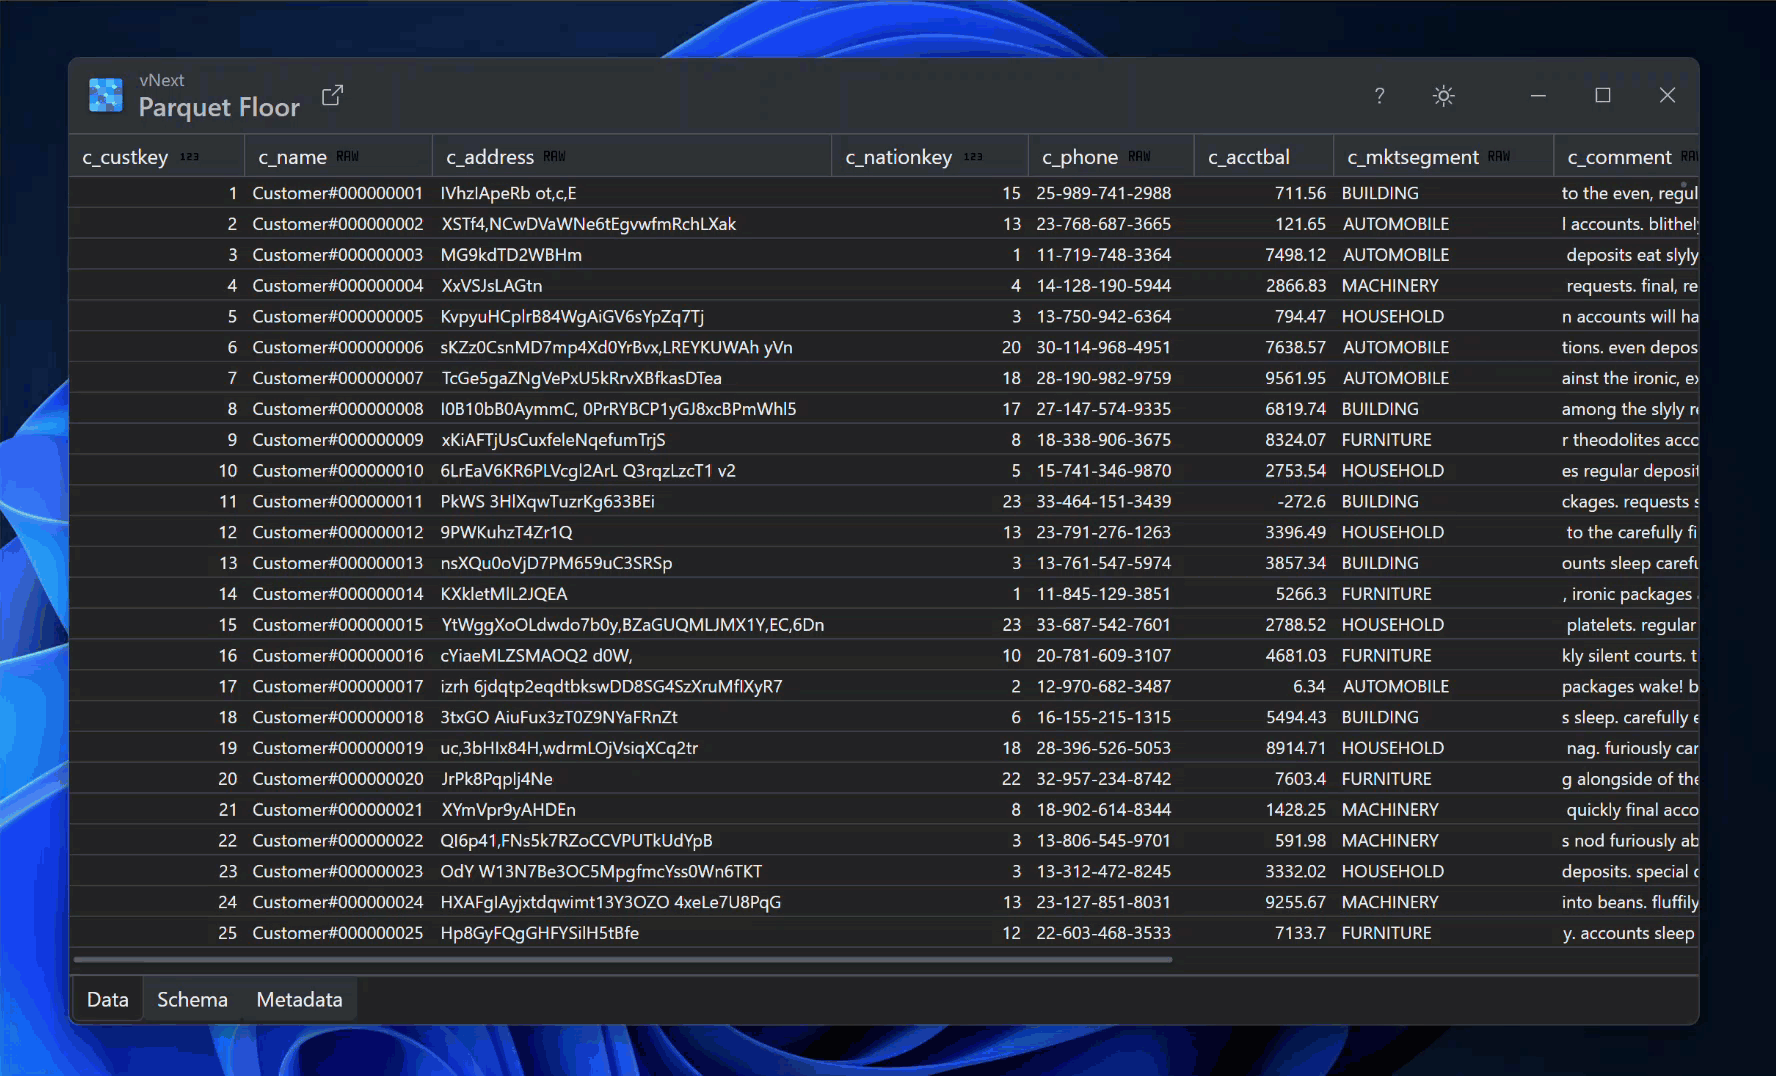 vNext
Parquet Floor
?
c_custkey 123 c_name RAW c_address RAW c_nationkey 123 c_phone RAW c_acctbal c_mktsegment RAW c_comment RAW
1 Customer#000000001 IVhzIApeRb ot,c,E 15 25-989-741-2988 711.56 BUILDING to the even, regul
2 Customer#000000002 XSTf4,NCwDVaWNe6tEgvwfmRchLXak 13 23-768-687-3665 121.65 AUTOMOBILE l accounts. blithely
3 Customer#000000003 MG9kdTD2WBHm 1 11-719-748-3364 7498.12 AUTOMOBILE deposits eat slyly
4 Customer#000000004 XxVSJsLAGtn 4 14-128-190-5944 2866.83 MACHINERY requests. final, re
5 Customer#000000005 KvpyuHCplrB84WgAiGV6sYpZq7Tj 3 13-750-942-6364 794.47 HOUSEHOLD n accounts will ha
6 Customer#000000006 sKZz0CsnMD7mp4Xd0YrBvx,LREYKUWAh yVn 20 30-114-968-4951 7638.57 AUTOMOBILE tions. even depos
7 Customer#000000007 TcGe5gaZNgVePxU5kRrvXBfkasDTea 18 28-190-982-9759 9561.95 AUTOMOBILE ainst the ironic, ex
8 Customer#000000008 I0B10bB0AymmC, 0PrRYBCP1yGJ8xcBPmWhl5 17 27-147-574-9335 6819.74 BUILDING among the slyly re
9 Customer#000000009 xKiAFTjUsCuxfeleNqefumTrjS 8 18-338-906-3675 8324.07 FURNITURE r theodolites acco
10 Customer#000000010 6LrEaV6KR6PLVcgl2ArL Q3rqzLzcT1 v2 5 15-741-346-9870 2753.54 HOUSEHOLD es regular deposit
11 Customer#000000011 PkWS 3HlXqwTuzrKg633BEi 23 33-464-151-3439 -272.6 BUILDING ckages. requests s
12 Customer#000000012 9PWKuhzT4Zr1Q 13 23-791-276-1263 3396.49 HOUSEHOLD to the carefully fi
13 Customer#000000013 nsXQu0oVjD7PM659uC3SRSp 3 13-761-547-5974 3857.34 BUILDING ounts sleep carefu
14 Customer#000000014 KXkletMlL2JQEA 1 11-845-129-3851 5266.3 FURNITURE , ironic packages
15 Customer#000000015 YtWggXoOLdwdo7b0y,BZaGUQMLJMX1Y,EC,6Dn 23 33-687-542-7601 2788.52 HOUSEHOLD platelets. regular
16 Customer#000000016 cYiaeMLZSMAOQ2 d0W, 10 20-781-609-3107 4681.03 FURNITURE kly silent courts. t
17 Customer#000000017 izrh 6jdqtp2eqdtbkswDD8SG4SzXruMfIXyR7 2 12-970-682-3487 6.34 AUTOMOBILE packages wake! b
18 Customer#000000018 3txGO AiuFux3zT0Z9NYaFRnZt 6 16-155-215-1315 5494.43 BUILDING s sleep. carefully e
19 Customer#000000019 uc,3bHIx84H,wdrmLOjVsiqXCq2tr 18 28-396-526-5053 8914.71 HOUSEHOLD nag. furiously car
20 Customer#000000020 JrPk8Pqplj4Ne 22 32-957-234-8742 7603.4 FURNITURE g alongside of the
21 Customer#000000021 XYmVpr9yAHDEn 8 18-902-614-8344 1428.25 MACHINERY quickly final acco
22 Customer#000000022 QI6p41,FNs5k7RZoCCVPUTkUdYpB 3 13-806-545-9701 591.98 MACHINERY s nod furiously ab
23 Customer#000000023 OdY W13N7Be3OC5MpgfmcYss0Wn6TKT 3 13-312-472-8245 3332.02 HOUSEHOLD deposits. special c
24 Customer#000000024 HXAFgIAyjxtdqwimt13Y3OZO 4xeLe7U8PqG 13 23-127-851-8031 9255.67 MACHINERY into beans. fluffily
25 Customer#000000025 Hp8GyFQgGHFYSilH5tBfe 12 22-603-468-3533 7133.7 FURNITURE y. accounts sleep
Data Schema Metadata